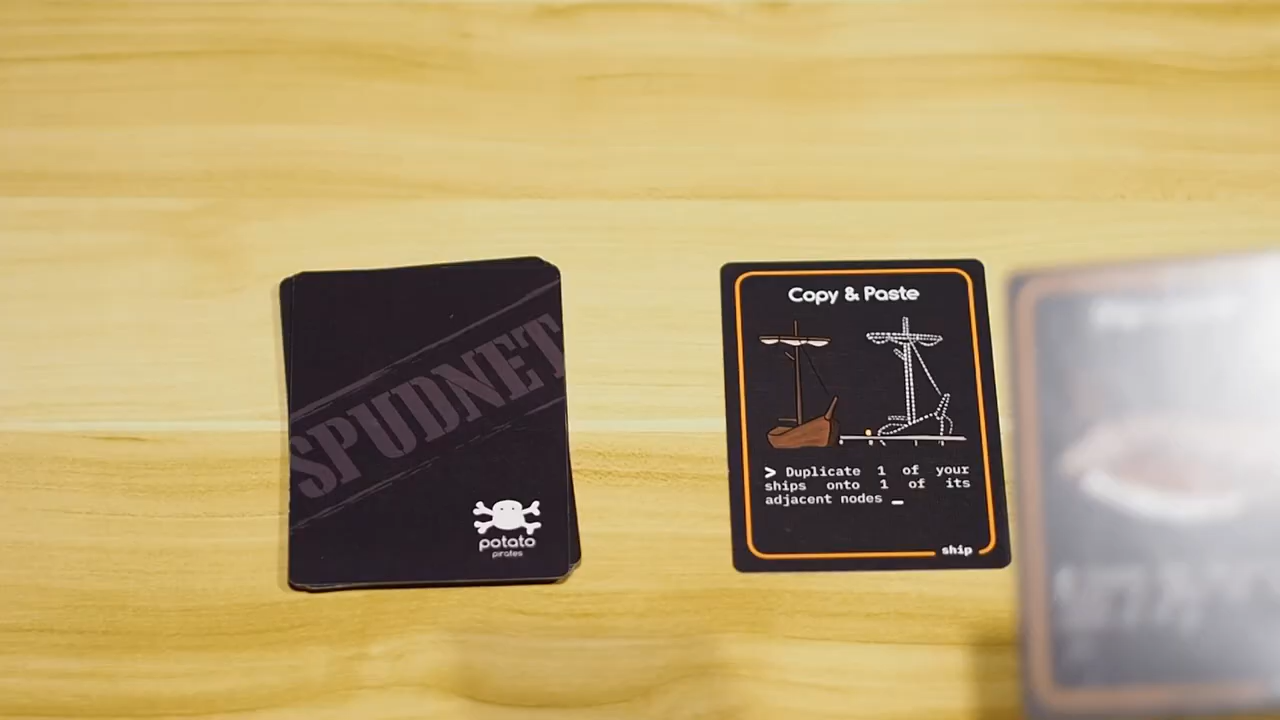 SPUDNET
potato
pirates
Copy & Paste
> Duplicate 1 of your
ships onto 1 of its
adjacent nodes _
ship